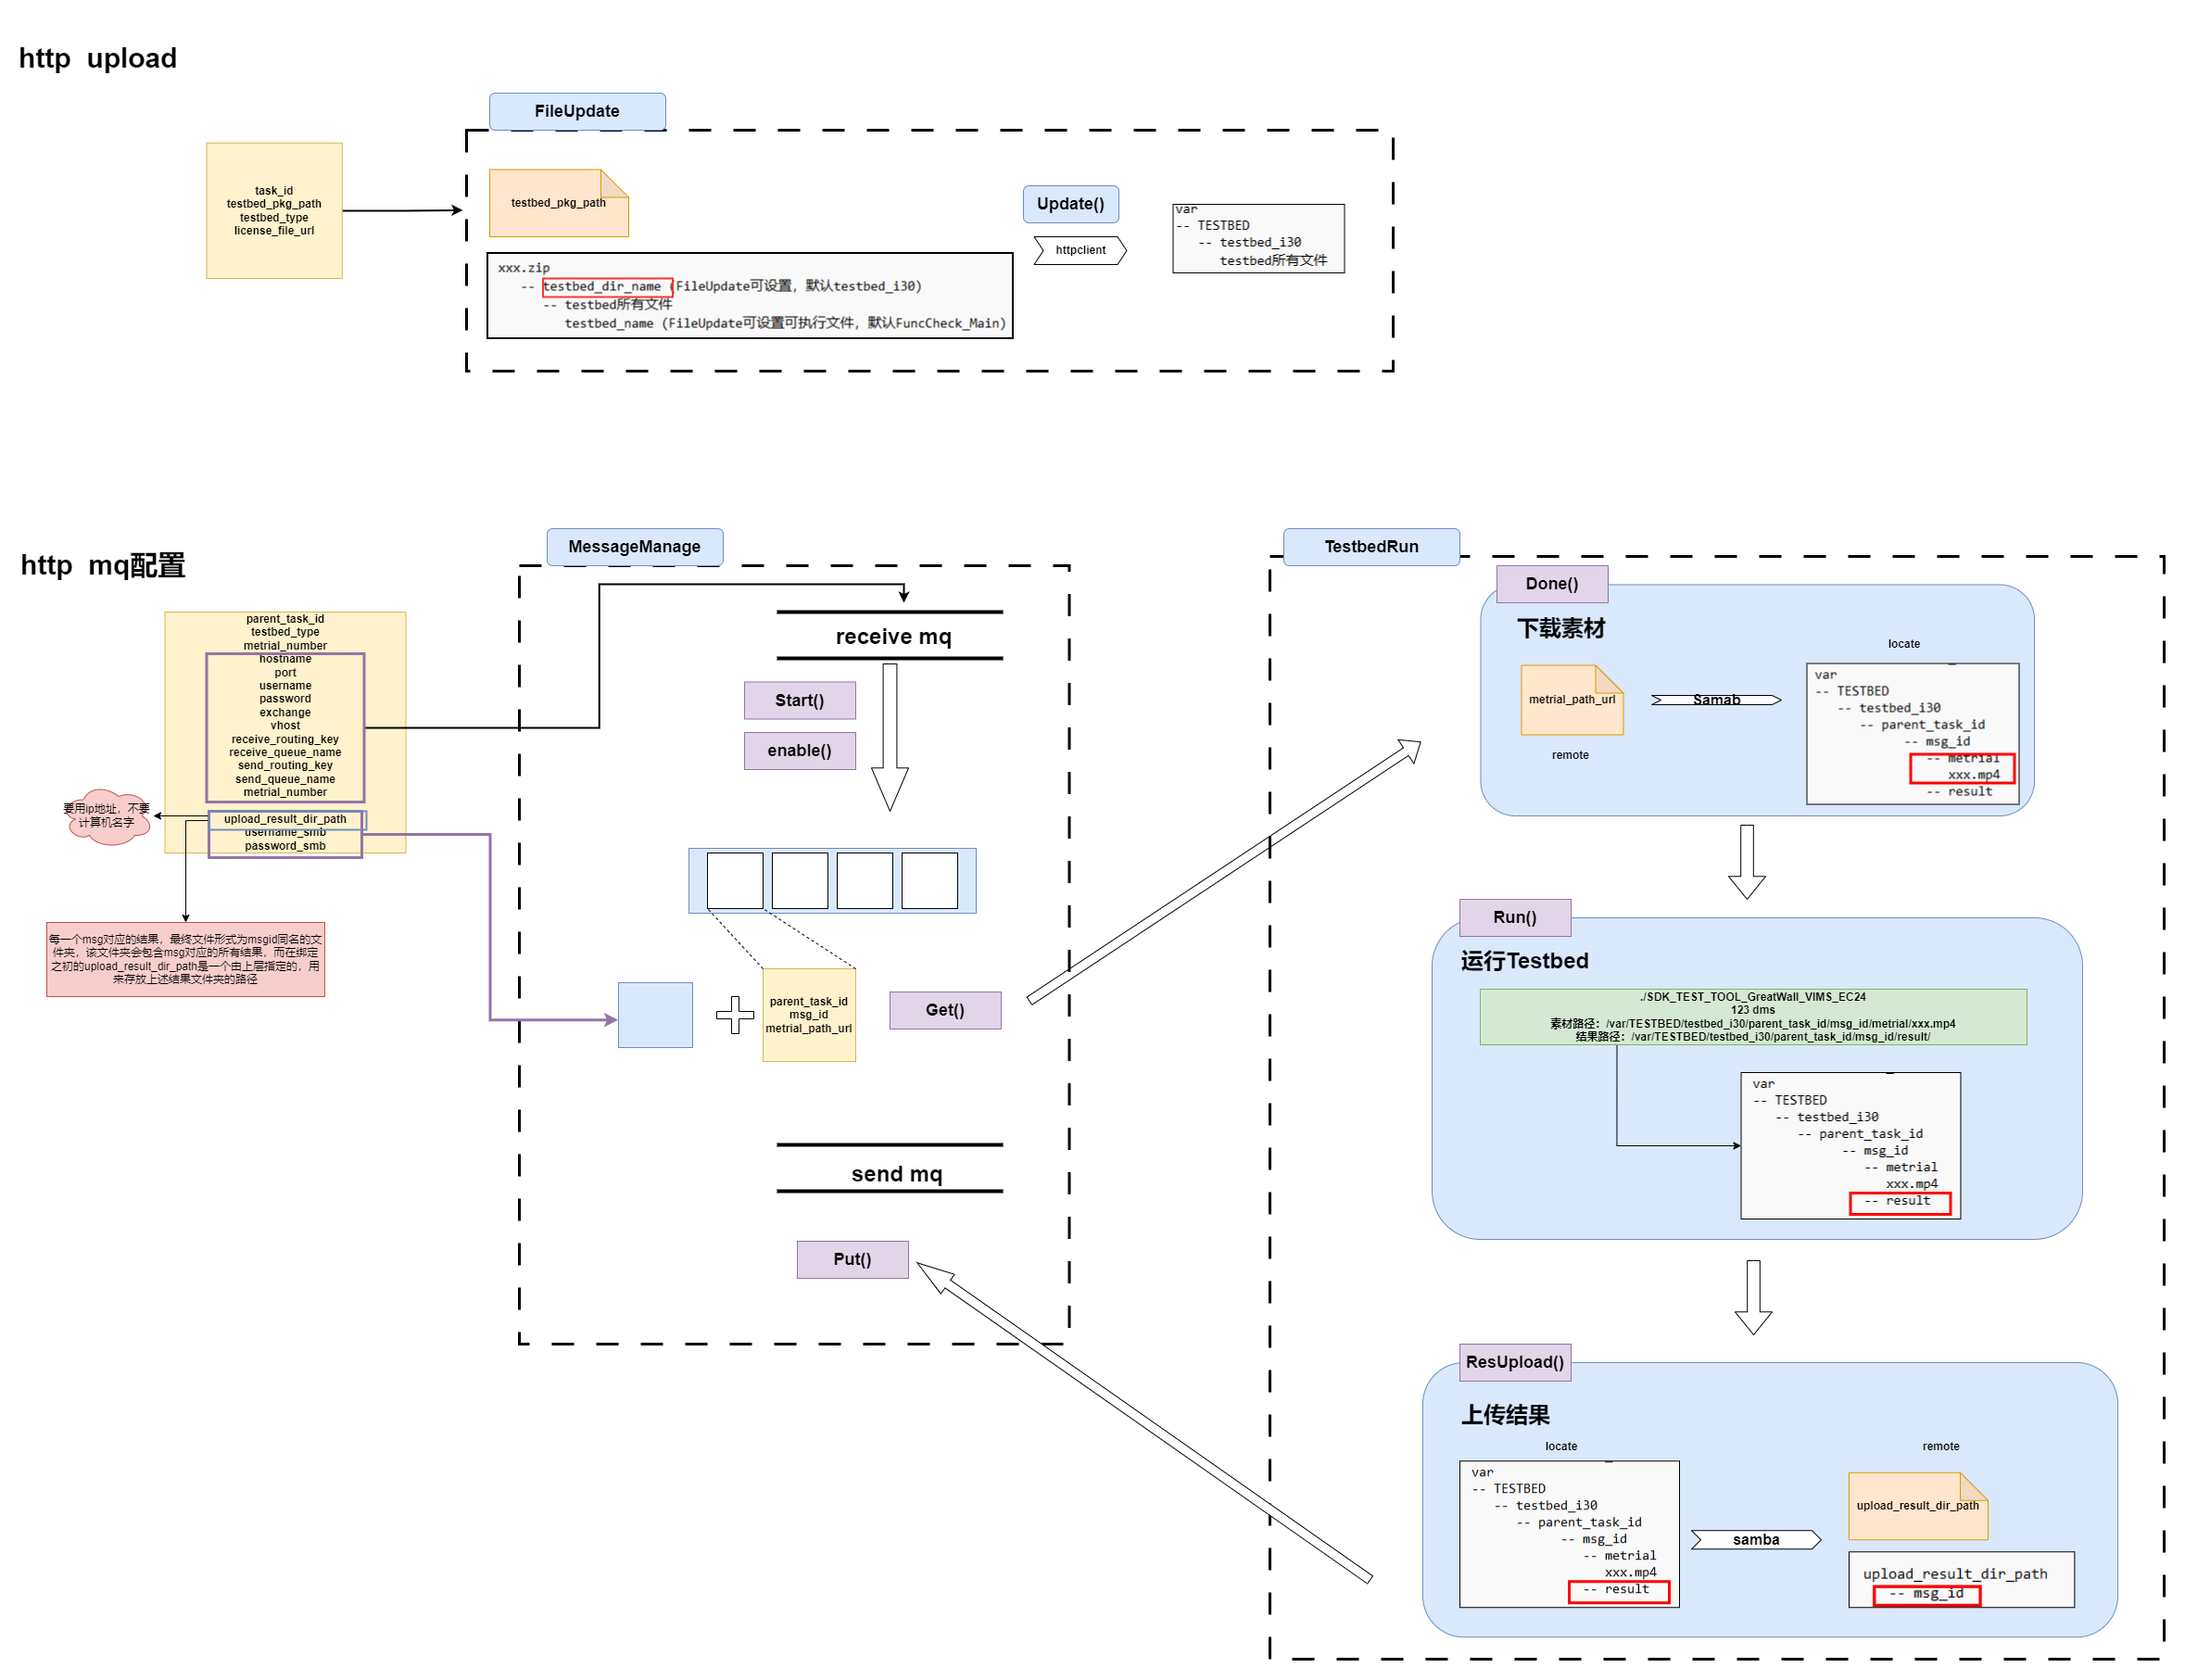 http  upload
FileUpdate
task_id
testbed_pkg_path
testbed_type
license_file_url
testbed_pkg_path
xxx.zip
-- testbed_dir_name (FileUpdate可设置，默认testbed_i30)
-- testbed所有文件
testbed_name (FileUpdate可设置可执行文件，默认FuncCheck_Main)
Update()
httpclient
var
-- TESTBED
-- testbed_i30
testbed所有文件
http  mq配置
parent_task_id
testbed_type
metrial_number
hostname
port
username
password
exchange
vhost
receive_routing_key
receive_queue_name
send_routing_key
send_queue_name
metrial_number
upload_result_dir_path
username_smb
password_smb
要用ip地址，不要
计算机名字
每一个msg对应的结果，最终文件形式为msgid同名的文
件夹，该文件夹会包含msg对应的所有结果，而在绑定
之初的upload_result_dir_path是一个由上层指定的，用
来存放上述结果文件夹的路径
MessageManage
receive mq
Start()
enable()
parent_task_id
msg_id
metrial_path_url
Get()
send mq
Put()
TestbedRun
Done()
下载素材
metrial_path_url
remote
Samab
locate
var
-- TESTBED
-- testbed_i30
-- parent_task_id
-- msg_id
-- metrial
xxx.mp4
-- result
Run()
运行Testbed
./SDK_TEST_TOOL_GreatWall_VIMS_EC24
123 dms
素材路径：/var/TESTBED/testbed_i30/parent_task_id/msg_id/metrial/xxx.mp4
结果路径：/var/TESTBED/testbed_i30/parent_task_id/msg_id/result/
var
-- TESTBED
-- testbed_i30
-- parent_task_id
-- msg_id
-- metrial
xxx.mp4
-- result
ResUpload()
上传结果
locate
var
-- TESTBED
-- testbed_i30
-- parent_task_id
-- msg_id
-- metrial
xxx.mp4
-- result
samba
remote
upload_result_dir_path
upload_result_dir_path
-- msg_id